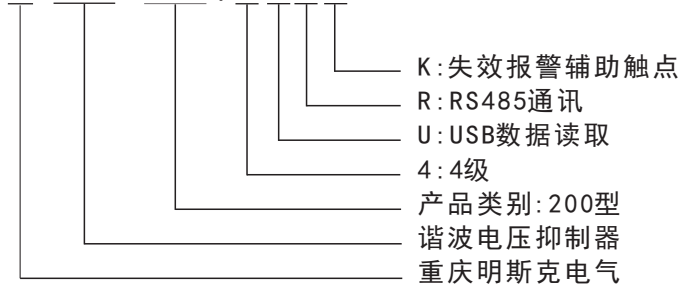 K:失效报警辅助触点
R:RS485通讯
U:USB数据读取
4:4级
产品类别:200型
谐波电压抑制器
重庆明斯克电气